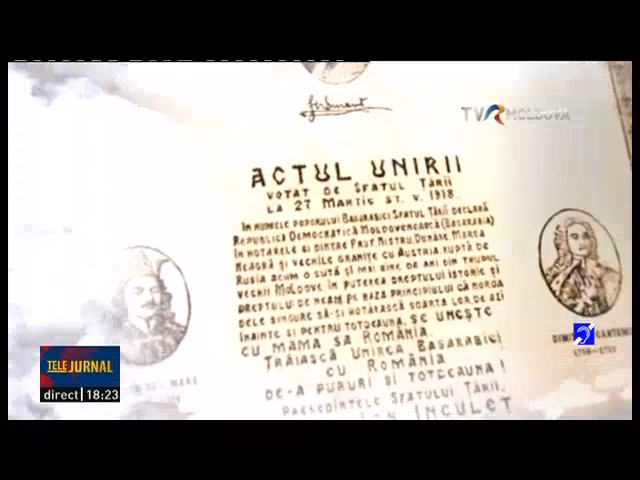 Ferdinand
TVR MOLDOVA
ACTUL UNIRII
VOTAT DE SFATUL ȚĂRII
LA 27 MARTIE ST. V. 1918.
ÎN NUMELE POPORULUI BASARABIEI, SFATUL ȚĂRII DECLARĂ
REPUBLICA DEMOCRATICĂ MOLDOVENEASCĂ (BASARABIA)
ÎN HOTARELE EI DINTRE PRUT, NISTRU, DUNĂRE, MAREA
NEAGRĂ ȘI VECHILE GRANIȚE CU AUSTRIA, RUPTĂ DE
RUSIA ACUM O SUTĂ ȘI MAI BINE DE ANI DIN TRUPUL
VECHII MOLDOVE, ÎN PUTEREA DREPTULUI ISTORIC ȘI
DREPTULUI DE NEAM, PE BAZA PRINCIPIULUI CĂ NOROA
DELE SINGURE SĂ-ȘI HOTĂRASCĂ SOARTA LOR, DE AZI
ÎNAINTE ȘI PENTRU TOTDEAUNA, SE UNEȘTE
CU MAMA SA ROMÂNIA.
TRĂIASCĂ UNIREA BASARABIEI
CU ROMÂNIA
DE-A PURURI ȘI TOTDEAUNA!
PREȘEDINTELE SFATULUI ȚĂRII,
ION INCULEȚ
MARE
DIMITRIE CANTEMIR
TELEJURNAL
direct 18:23